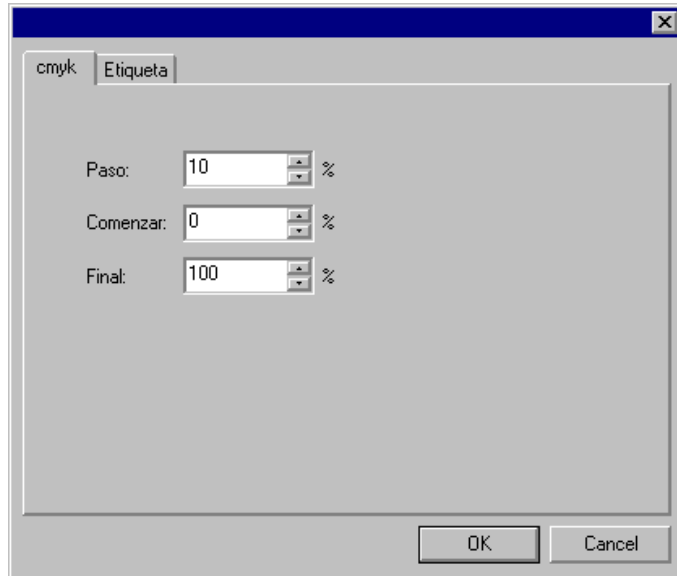 cmyk Etiqueta
Paso: 10 %
Comenzar: 0 %
Final: 100 %
OK Cancel